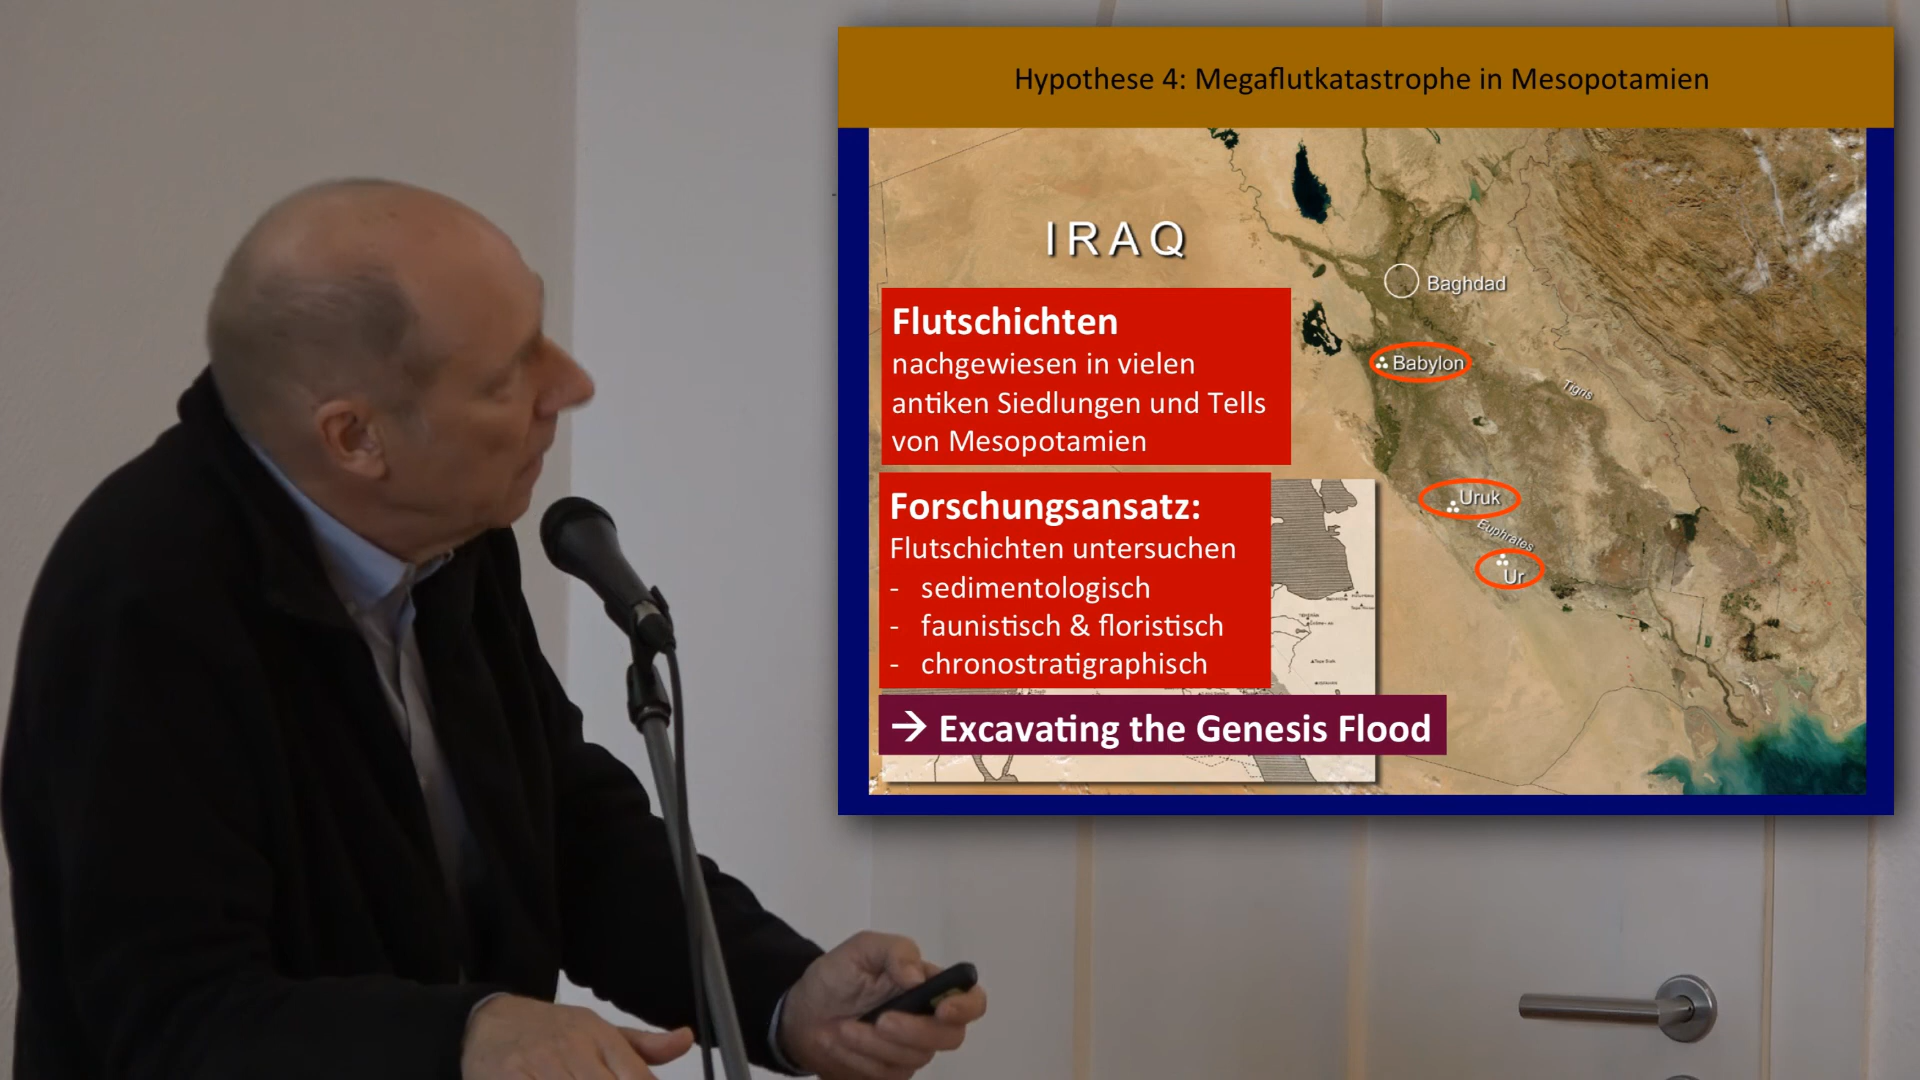 Hypothese 4: Megaflutkatastrophe in Mesopotamien
IRAQ
Baghdad
Flutschichten
nachgewiesen in vielen
antiken Siedlungen und Tells
von Mesopotamien
Babylon
Tigris
Forschungsansatz:
Flutschichten untersuchen
- sedimentologisch
- faunistisch & floristisch
- chronostratigraphisch
Uruk
Euphrates
Ur
→ Excavating the Genesis Flood